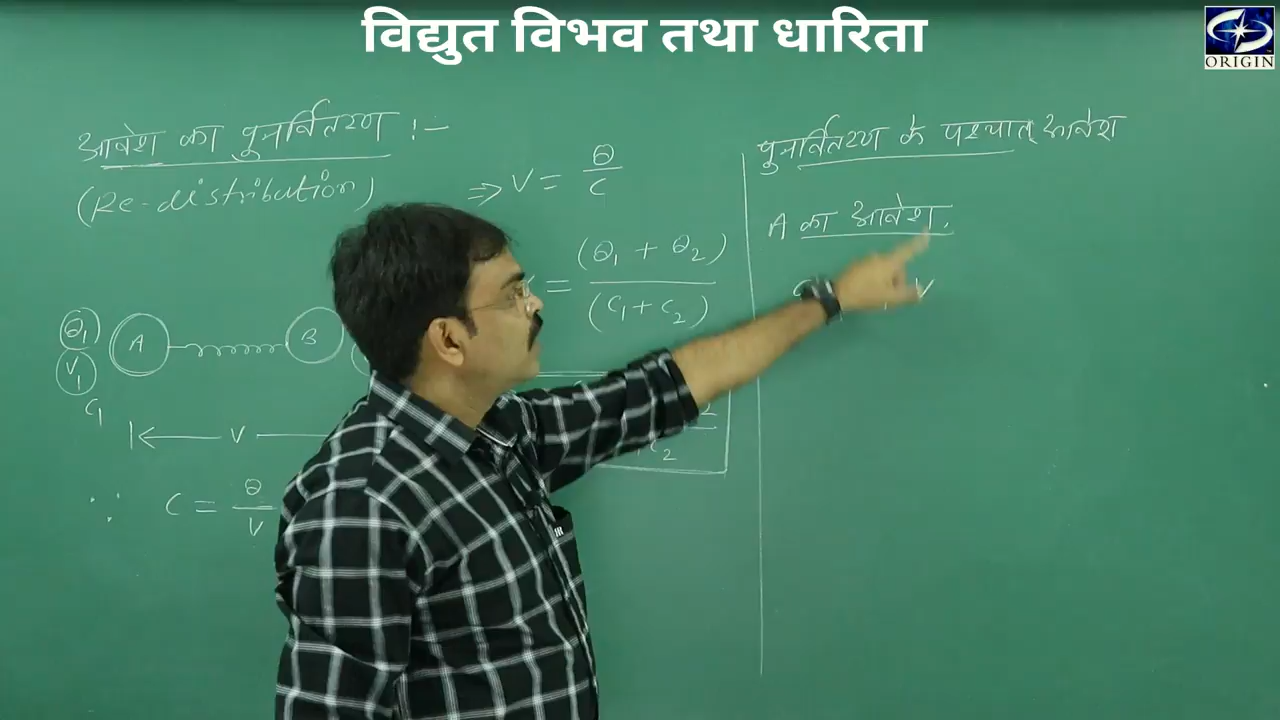 विद्युत विभव तथा धारिता
ORIGIN
आवेश का पुनर्वितरण :-
(Re-distribution)
⇒ V = Q/C
= (Q₁ + Q₂)/(C₁ + C₂)
Q₁
A
B
V₁
C₁
V
C₂
∵ C = Q/V
पुनर्वितरण के पश्चात् आवेश
A का आवेश,
V